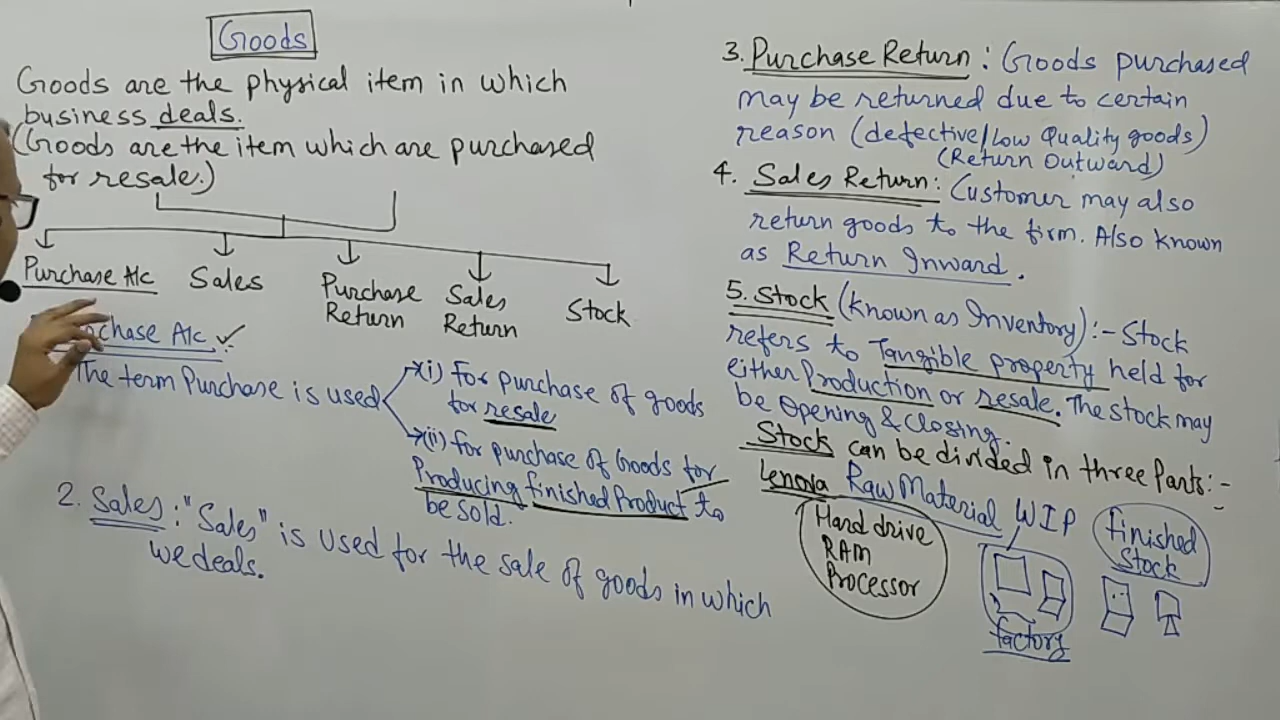 Goods
Goods are the physical item in which
business deals.
(Goods are the item which are purchased
for resale.)
Purchase A/c
Sales
Purchase
Return
Sales
Return
Stock
chase A/c ✓
The term Purchase is used
(i) For purchase of goods
for resale
(ii) for purchase of Goods for
Producing finished Product to
be sold.
2. Sales : "Sales" is used for the sale of goods in which
we deals.
3. Purchase Return : Goods purchased
may be returned due to certain
reason (defective/Low Quality goods)
(Return Outward)
4. Sales Return : Customer may also
return goods to the firm. Also known
as Return Inward.
5. Stock (known as Inventory) :- Stock
refers to Tangible property held for
either Production or resale. The stock may
be Opening & Closing.
Stock can be divided in three Parts :-
Lenova Raw Material WIP finished
Stock
Hard drive
RAM
Processor
factory